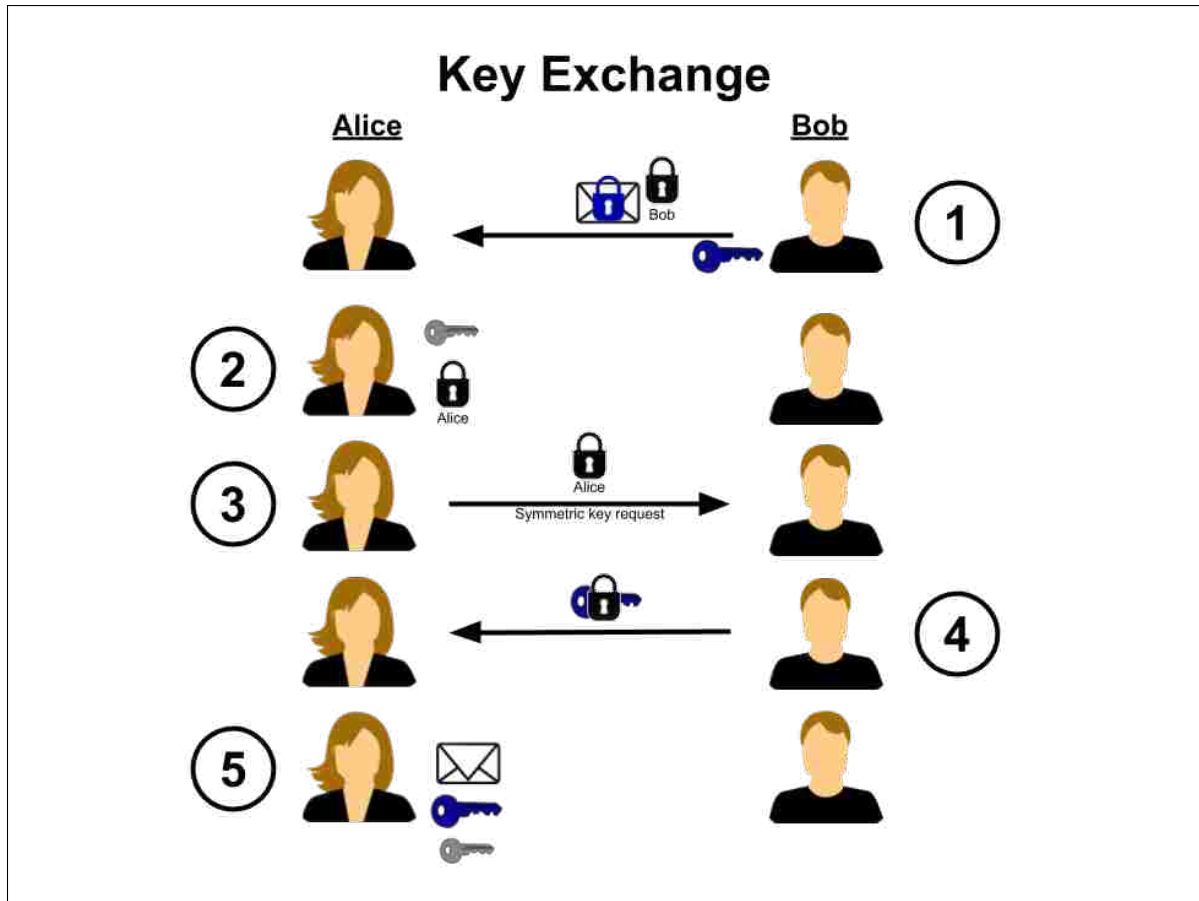 Key Exchange
Alice
Bob
Bob
1
2
Alice
Alice
3
Symmetric key request
4
5